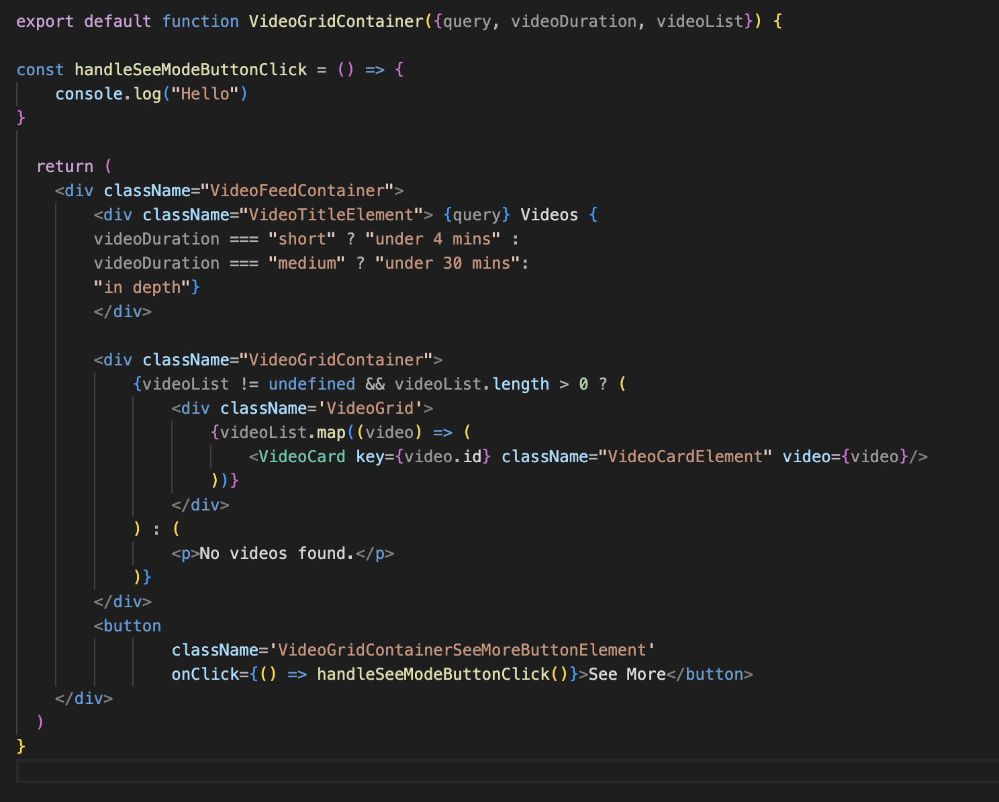 export default function VideoGridContainer({query, videoDuration, videoList}) {
const handleSeeModeButtonClick = () => {
console.log("Hello")
}
return (
<div className="VideoFeedContainer">
<div className="VideoTitleElement"> {query} Videos {
videoDuration === "short" ? "under 4 mins" :
videoDuration === "medium" ? "under 30 mins":
"in depth"}
</div>
<div className="VideoGridContainer">
{videoList != undefined && videoList.length > 0 ? (
<div className='VideoGrid'>
{videoList.map((video) => (
<VideoCard key={video.id} className="VideoCardElement" video={video}/>
))}
</div>
) : (
<p>No videos found.</p>
)}
</div>
<button
className='VideoGridContainerSeeMoreButtonElement'
onClick={() => handleSeeModeButtonClick()}>See More</button>
</div>
)
}